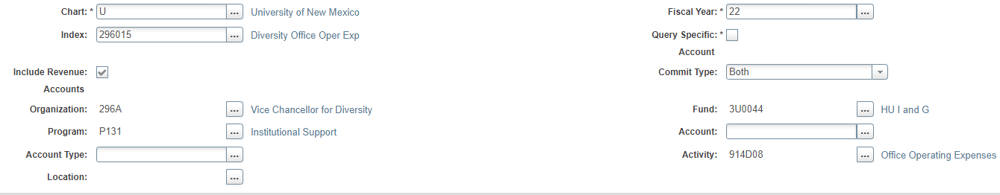 Chart: * U ... University of New Mexico Fiscal Year: * 22 ...
Index: 296015 ... Diversity Office Oper Exp Query Specific: *
Account
Include Revenue: Commit Type: Both
Accounts
Organization: 296A ... Vice Chancellor for Diversity Fund: 3U0044 ... HU I and G
Program: P131 ... Institutional Support Account: ...
Account Type: ... Activity: 914D08 ... Office Operating Expenses
Location: ...